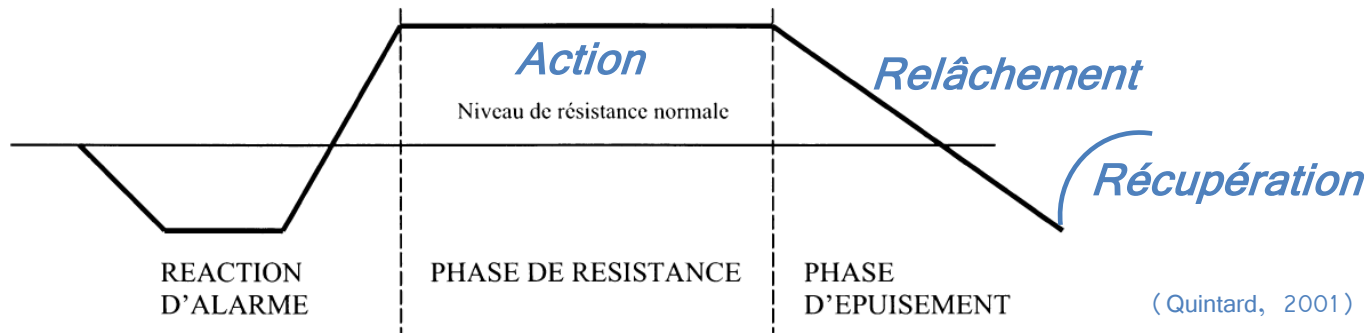 Action
Relâchement
Niveau de résistance normale
Récupération
REACTION
D'ALARME
PHASE DE RESISTANCE
PHASE
D'EPUISEMENT
(Quintard, 2001)